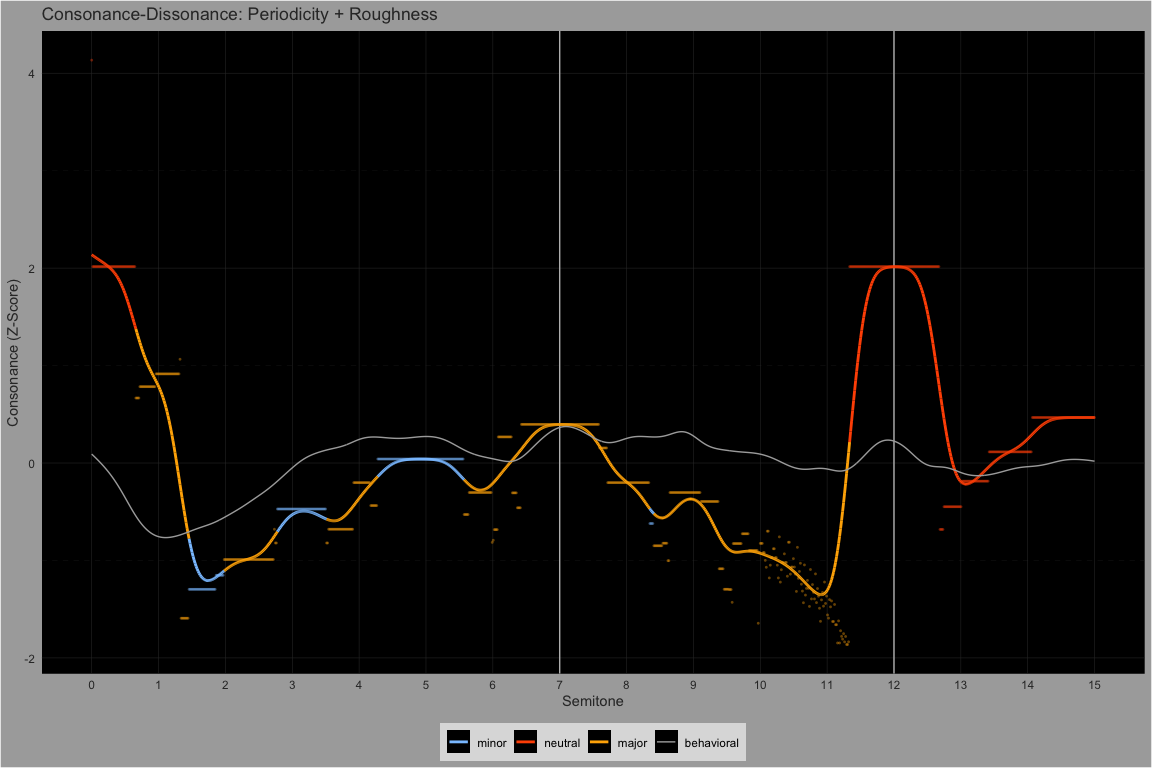 Consonance-Dissonance: Periodicity + Roughness
Consonance (Z-Score)
4
2
0
-2
0 1 2 3 4 5 6 7 8 9 10 11 12 13 14 15
Semitone
minor neutral major behavioral